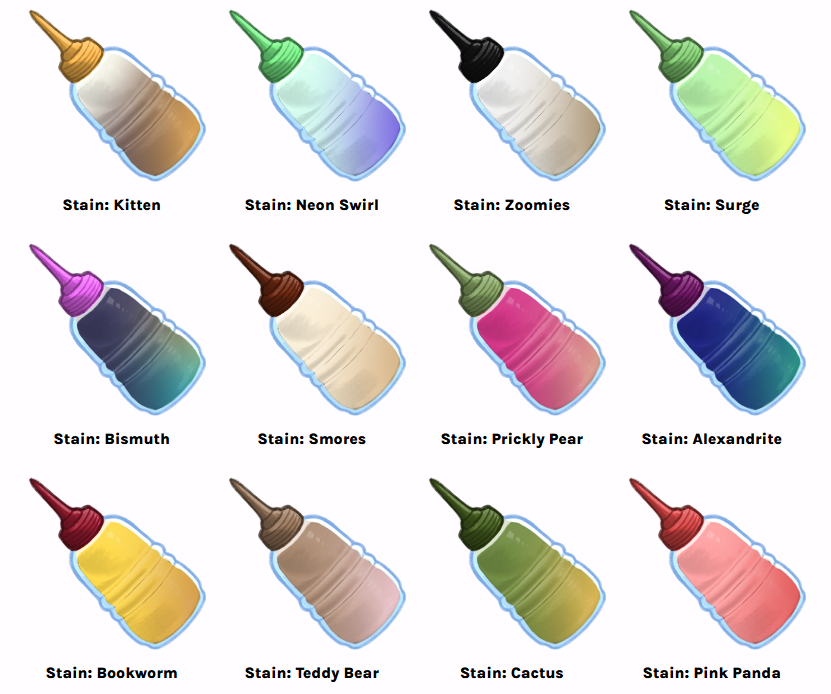 Stain: Kitten
Stain: Neon Swirl
Stain: Zoomies
Stain: Surge
Stain: Bismuth
Stain: Smores
Stain: Prickly Pear
Stain: Alexandrite
Stain: Bookworm
Stain: Teddy Bear
Stain: Cactus
Stain: Pink Panda